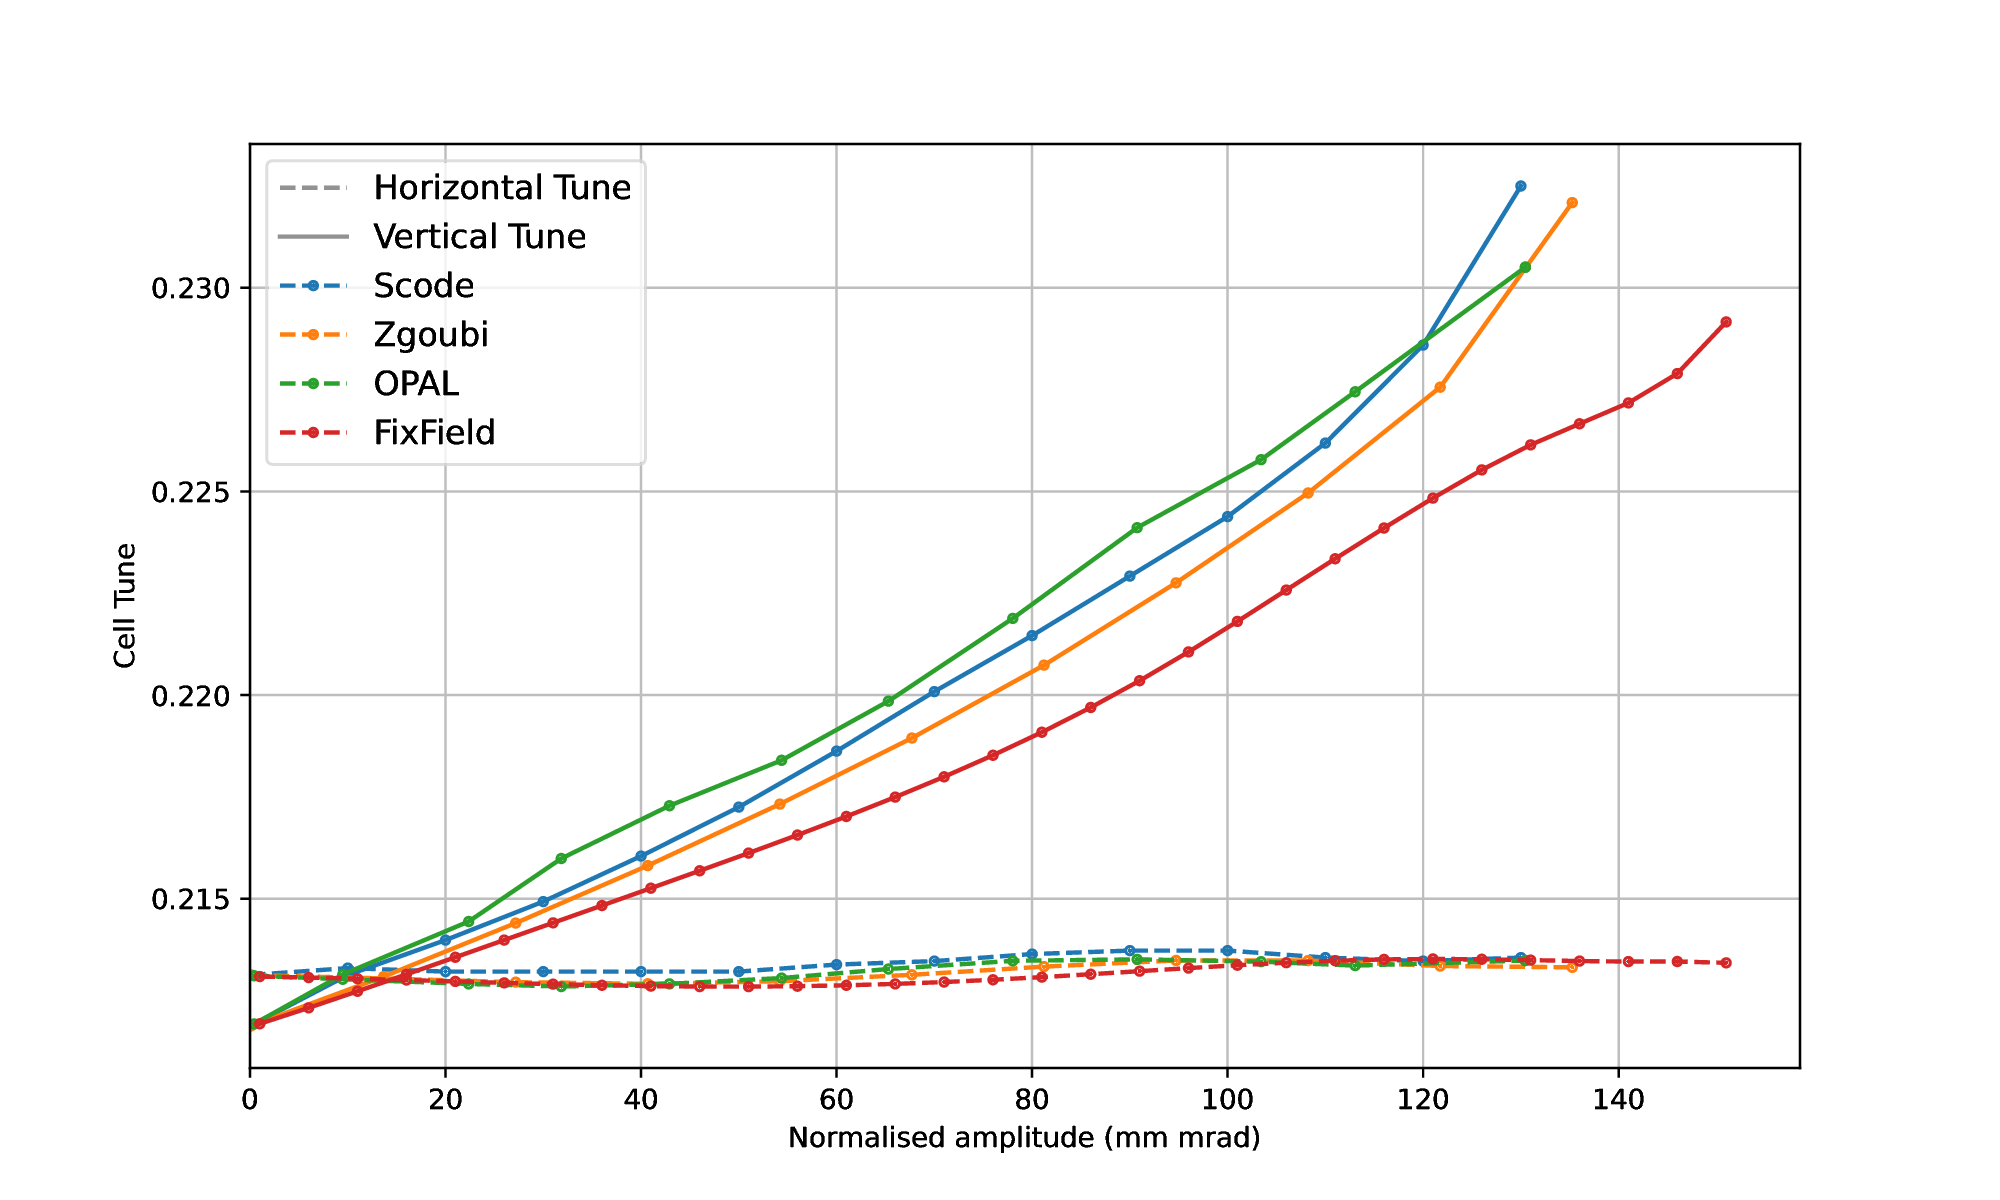 Horizontal Tune
Vertical Tune
Scode
Zgoubi
OPAL
FixField
0.230
0.225
0.220
0.215
Cell Tune
0 20 40 60 80 100 120 140
Normalised amplitude (mm mrad)